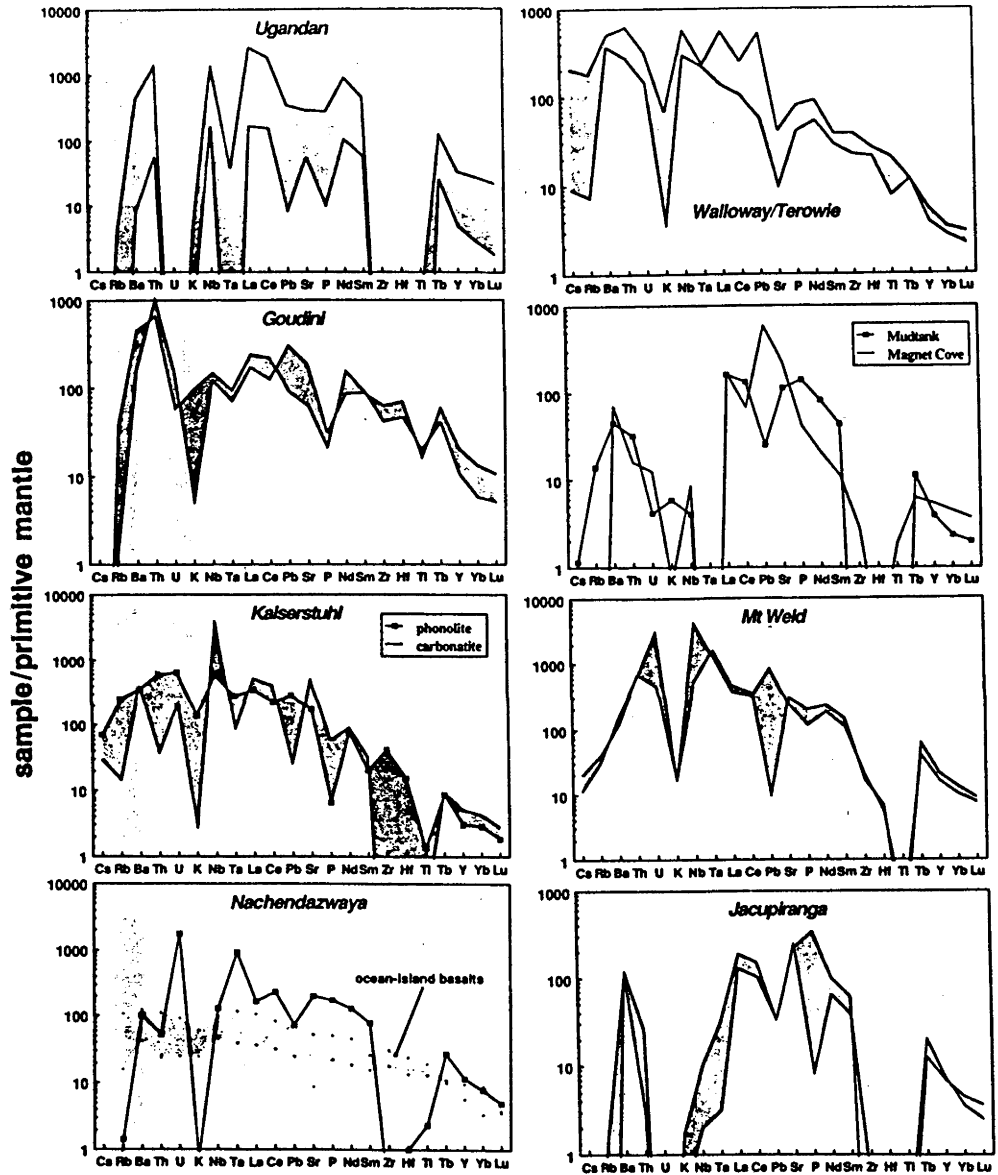 sample/primitive mantle
Ugandan
10000
1000
100
10
1
Cs Rb Ba Th U K Nb Ta La Ce Pb Sr P Nd Sm Zr Hf Ti Tb Y Yb Lu
Walloway/Terowie
1000
100
10
1
Cs Rb Ba Th U K Nb Ta La Ce Pb Sr P Nd Sm Zr Hf Ti Tb Y Yb Lu
Goudini
1000
100
10
1
Cs Rb Ba Th U K Nb Ta La Ce Pb Sr P Nd Sm Zr Hf Ti Tb Y Yb Lu
1000
100
10
1
Mudtank
Magnet Cove
Cs Rb Ba Th U K Nb Ta La Ce Pb Sr P Nd Sm Zr Hf Ti Tb Y Yb Lu
Kaiserstuhl
10000
1000
100
10
1
phonolite
carbonatite
Cs Rb Ba Th U K Nb Ta La Ce Pb Sr P Nd Sm Zr Hf Ti Tb Y Yb Lu
Mt Weld
10000
1000
100
10
1
Cs Rb Ba Th U K Nb Ta La Ce Pb Sr P Nd Sm Zr Hf Ti Tb Y Yb Lu
Nachendazwaya
10000
1000
100
10
1
ocean-island basalts
Cs Rb Ba Th U K Nb Ta La Ce Pb Sr P Nd Sm Zr Hf Ti Tb Y Yb Lu
Jacupiranga
1000
100
10
1
Cs Rb Ba Th U K Nb Ta La Ce Pb Sr P Nd Sm Zr Hf Ti Tb Y Yb Lu